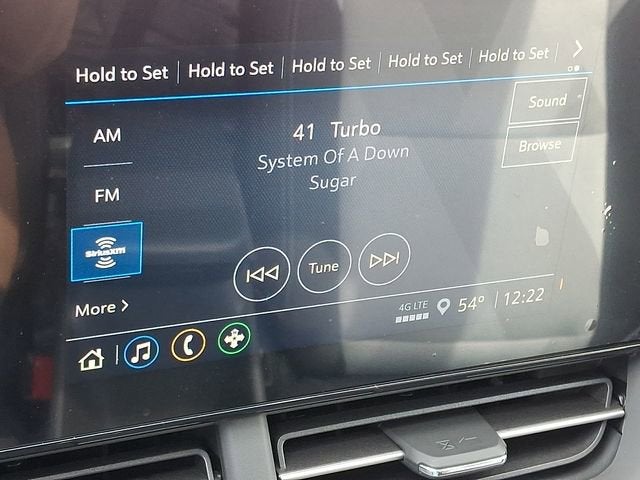 Hold to Set Hold to Set Hold to Set Hold to Set Hold to Set
Sound
AM
41 Turbo
System Of A Down
Browse
Sugar
FM
SiriusXM
Tune
More
4G LTE 54° 12:22